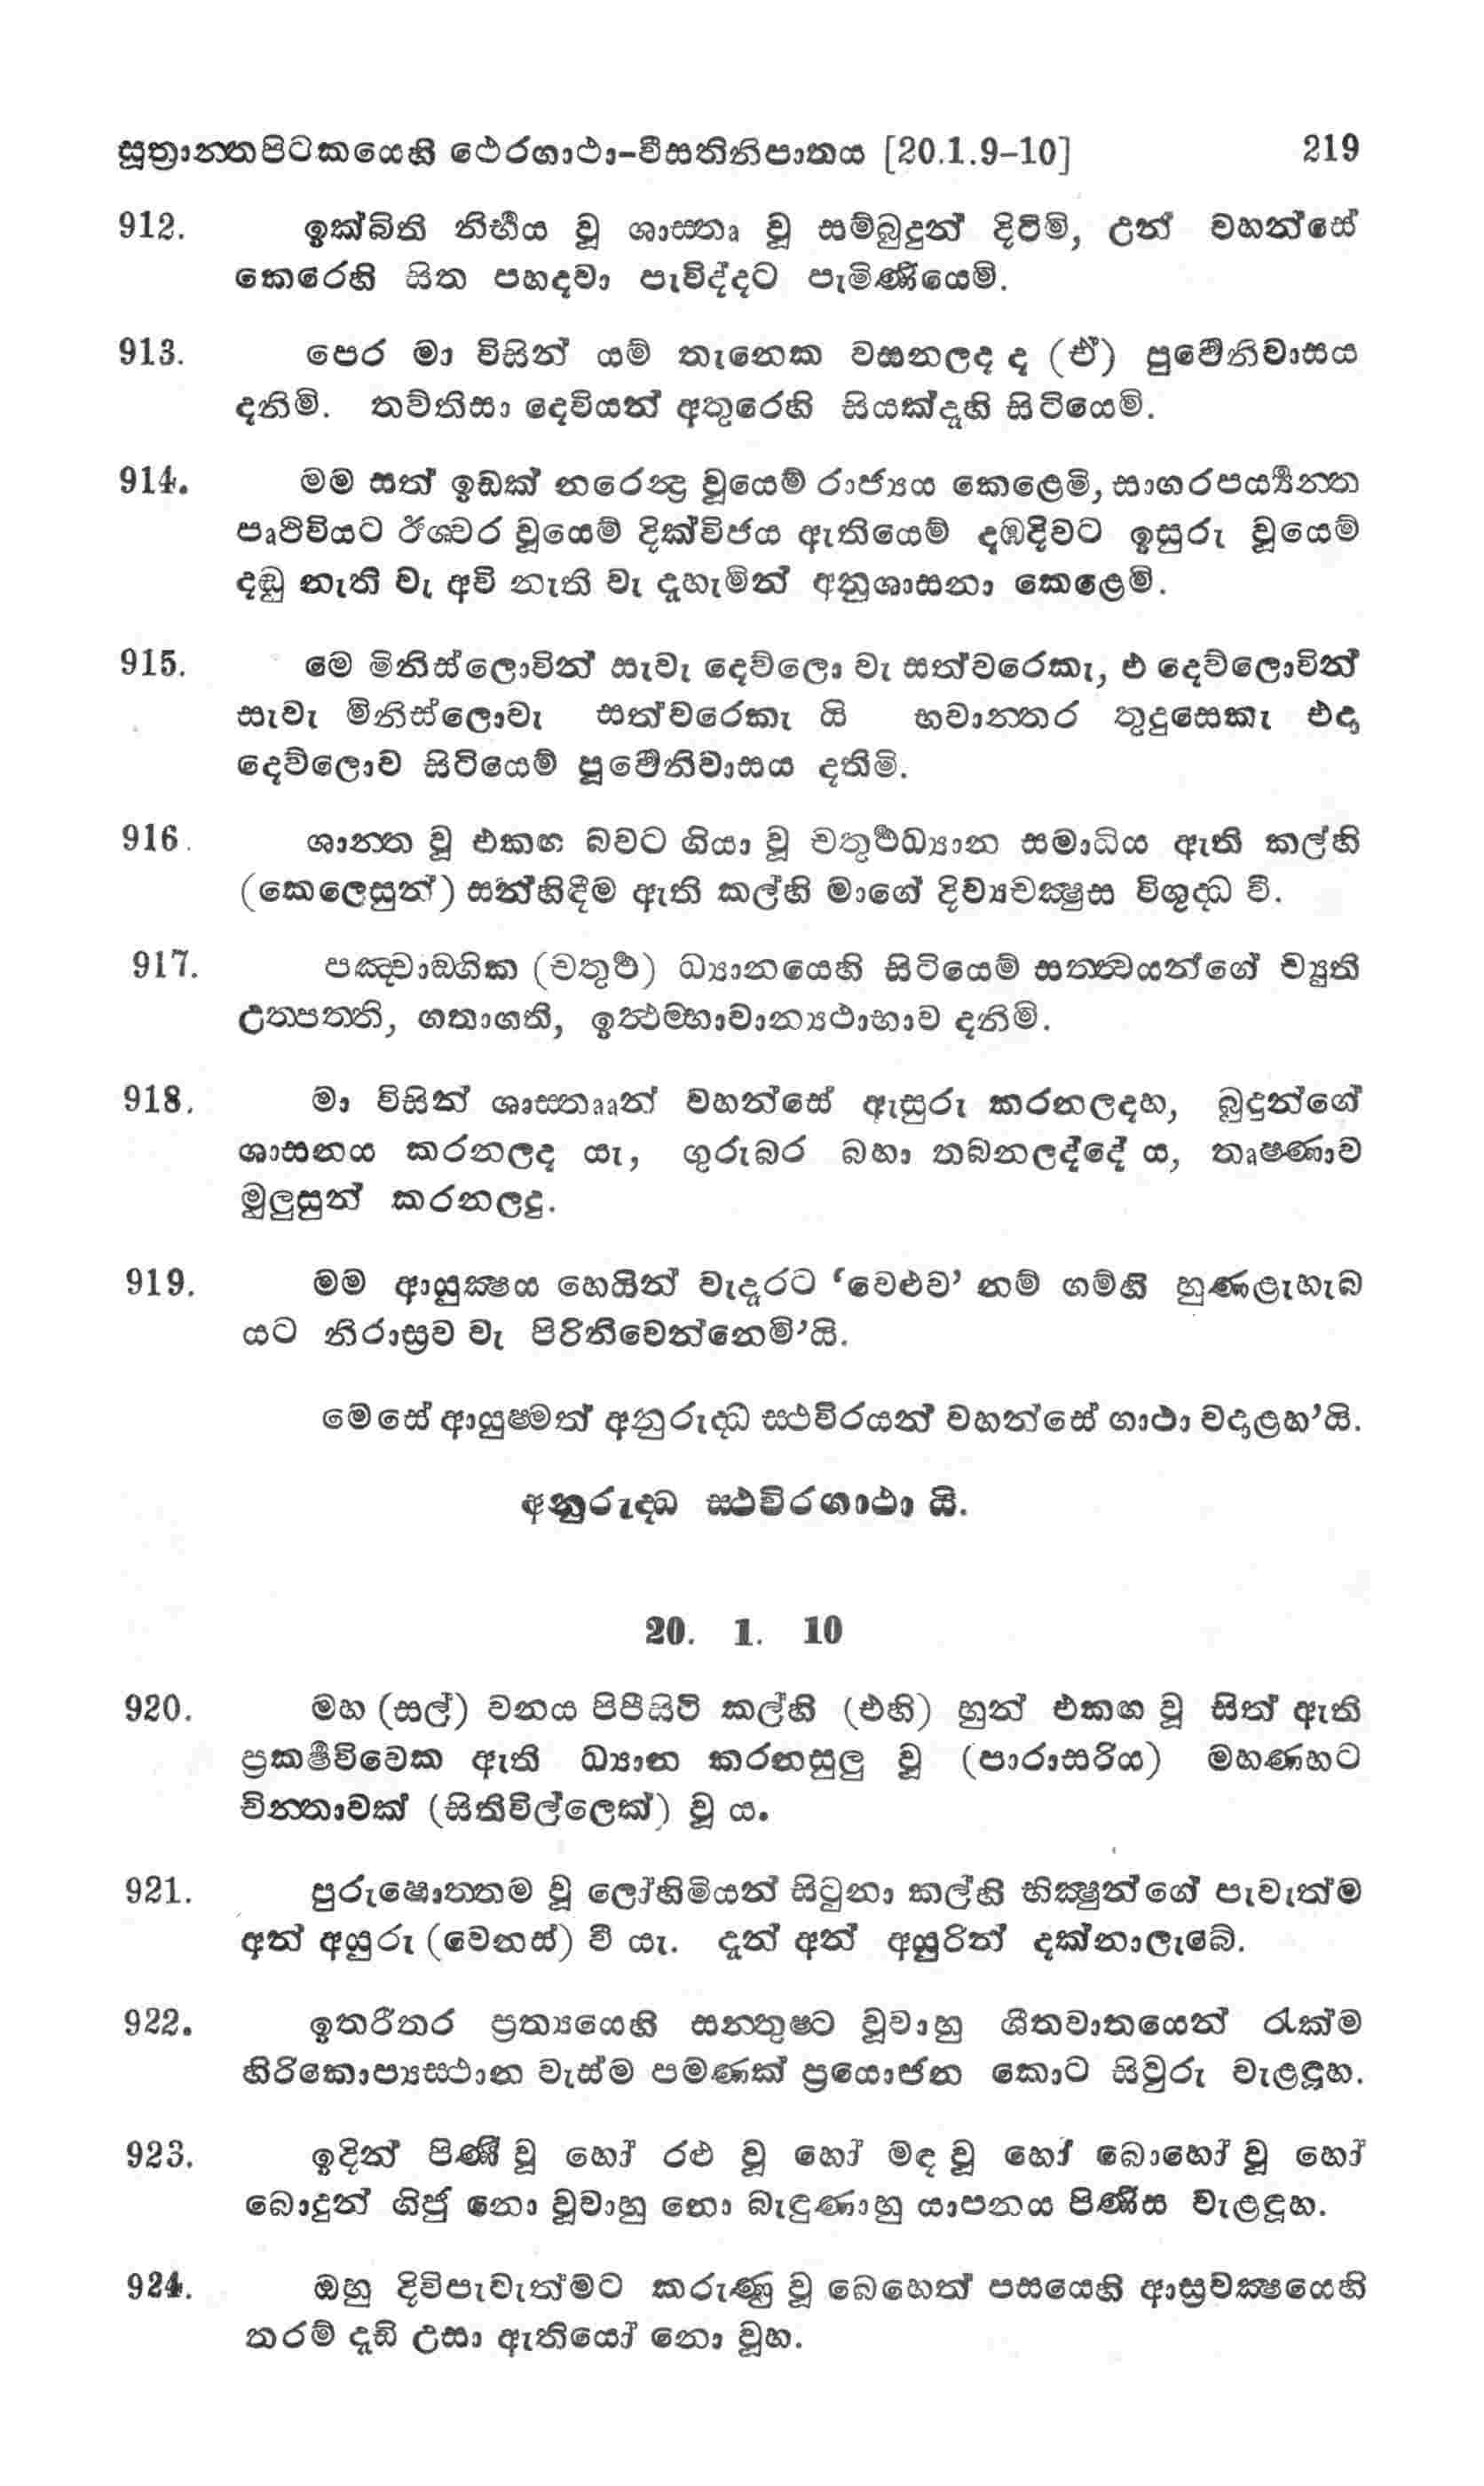 සූත්‍රාන්තපිටකයෙහි ථෙරගාථා-වීසතිනිපාතය [20.1.9-10] 219
912. ඉක්බිති නිර්භය වූ ශාස්තෘ වූ සම්බුදුන් දිටිමි, උන් වහන්සේ
කෙරෙහි සිත පහදවා පැවිද්දට පැමිණියෙමි.
913. පෙර මා විසින් යම් තැනෙක වසනලද ද (ඒ) පුර්වෙනිවාසය
දනිමි. තව්තිසා දෙවියන් අතුරෙහි සියක්දෑහි සිටියෙමි.
914. මම සත් ඉඩක් නරෙන්ද්‍ර වූයෙම් රාජ්‍යය කෙළෙමි, සාගරපර්‍ය්‍යන්ත
පෘථිවියට ඊශ්වර වූයෙම් දික්විජය ඇතියෙම් දඹදිවට ඉසුරු වූයෙම්
දඬු නැති වැ අවි නැති වැ දැහැමින් අනුශාසනා කෙළෙමි.
915. මෙ මිනිස්ලොවින් සැවැ දෙව්ලො වැ සත්වරෙකැ, එ දෙව්ලොවින්
සැවැ මිනිස්ලොවැ සත්වරෙකැ යි භවාන්තර තුදුසෙකැ එදා
දෙව්ලොව සිටියෙම් පූර්වෙනිවාසය දනිමි.
916. ශාන්ත වූ එකඟ බවට ගියා වූ චතුර්ථධ්‍යාන සමාධිය ඇති කල්හි
(කෙලෙසුන්) සන්හිඳීම ඇති කල්හි මාගේ දිව්‍යචක්ෂුස විශුද්ධ වී.
917. පඤ්චාඞ්ගික (චතුර්ථ) ධ්‍යානයෙහි සිටියෙම් සත්ත්වයන්ගේ ච්‍යුති
උත්පත්ති, ගතාගති, ඉත්ථම්භාවාන්‍යථාභාව දනිමි.
918. මා විසින් ශාස්තෲන් වහන්සේ ඇසුරු කරනලදහ, බුදුන්ගේ
ශාසනය කරනලද යැ, ගුරුබර බහා තබනලද්දේ ය, තෘෂ්ණාව
මුලුසුන් කරනලදු.
919. මම ආයුක්ෂය හෙයින් වැදෑරට ‘වෙළුව’ නම් ගම්හි හුණළැහැබ
යට නිරාස්‍රව වැ පිරිනිවෙන්නෙමි’යි.
මෙසේ ආයුෂ්මත් අනුරුද්ධ ස්ථවිරයන් වහන්සේ ගාථා වදාළහ’යි.
අනුරුද්ධ ස්ථවිරගාථා යි.
20. 1. 10
920. මහ (සල්) වනය පිපීයිටි කල්හි (එහි) හුන් එකඟ වූ සිත් ඇති
ප්‍රකර්ෂවිවෙක ඇති ධ්‍යාන කරනසුලු වූ (පාරාසරිය) මහණහට
චින්තාවක් (සිතිවිල්ලෙක්) වූ ය.
921. පුරුෂොත්තම වූ ලෝහිමියන් සිටුනා කල්හි භික්ෂූන්ගේ පැවැත්ම
අන් අයුරු (වෙනස්) වී යැ. දැන් අන් අයුරින් දක්නාලැබේ.
922. ඉතරීතර ප්‍රත්‍යයෙහි සන්තුෂ්ට වූවාහු ශීතවාතයෙන් රැක්ම
හිරිකොප්‍යස්ථාන වැස්ම පමණක් ප්‍රයොජන කොට සිවුරු වැළඳූහ.
923. ඉදින් පිණී වූ හෝ රළු වූ හෝ මඳ වූ හෝ බොහෝ වූ හෝ
බොදුන් ගිජු නො වූවාහු නො බැඳුණාහු යාපනය පිණිස වැළඳූහ.
924. ඔහු දිවිපැවැත්මට කරුණු වූ බෙහෙත් පසයෙහි ආස්‍රවක්ෂයෙහි
තරම් දැඩි උසා ඇතියෝ නො වූහ.